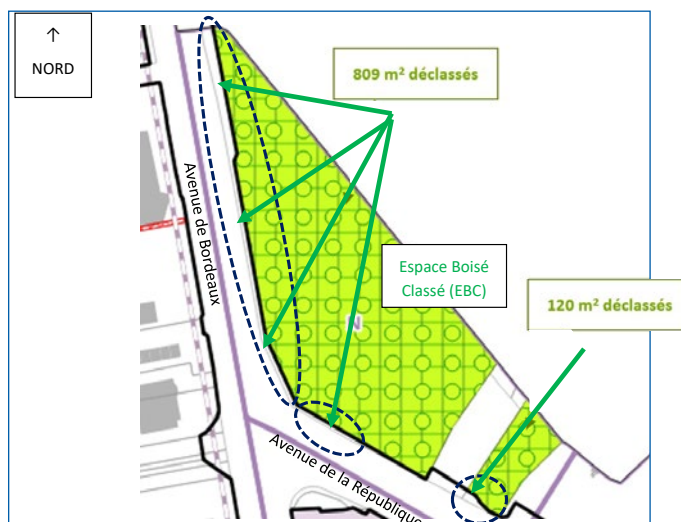 ↑
NORD
809 m² déclassés
Avenue de Bordeaux
Espace Boisé
Classé (EBC)
N
120 m² déclassés
Avenue de la République